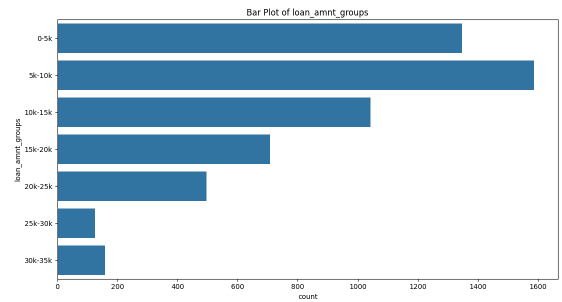 Bar Plot of loan_amnt_groups
loan_amnt_groups
0-5k
5k-10k
10k-15k
15k-20k
20k-25k
25k-30k
30k-35k
0 200 400 600 800 1000 1200 1400 1600
count